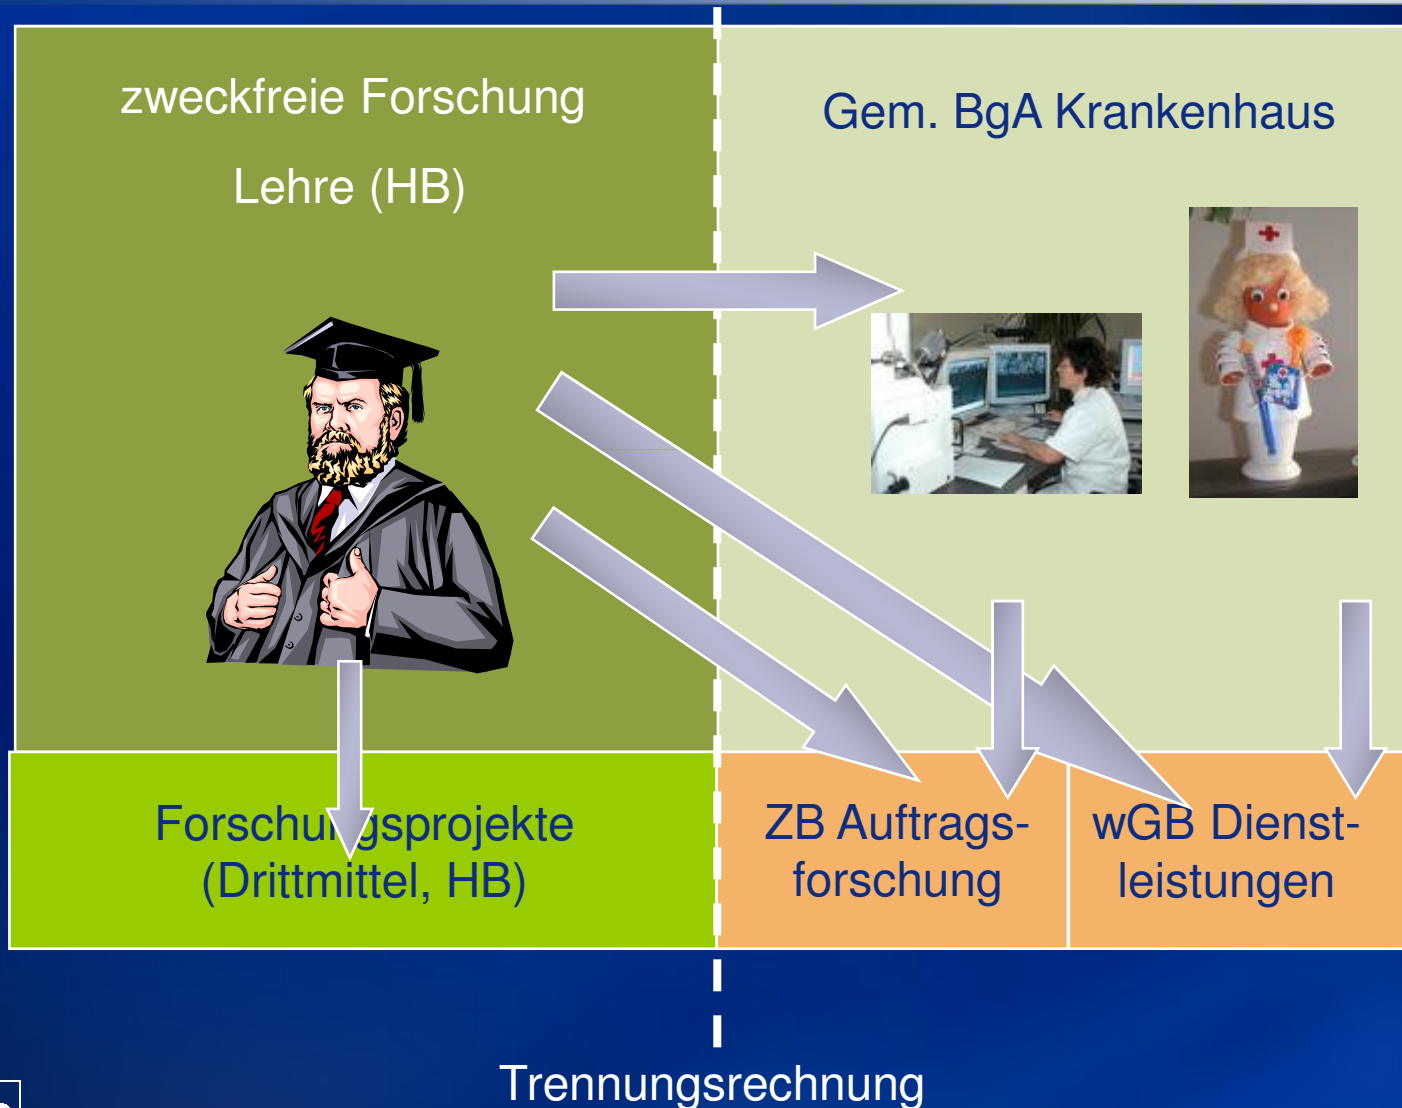 zweckfreie Forschung
Lehre (HB)
Gem. BgA Krankenhaus
Forschungsprojekte
(Drittmittel, HB)
ZB Auftrags-
forschung
wGB Dienst-
leistungen
Trennungsrechnung